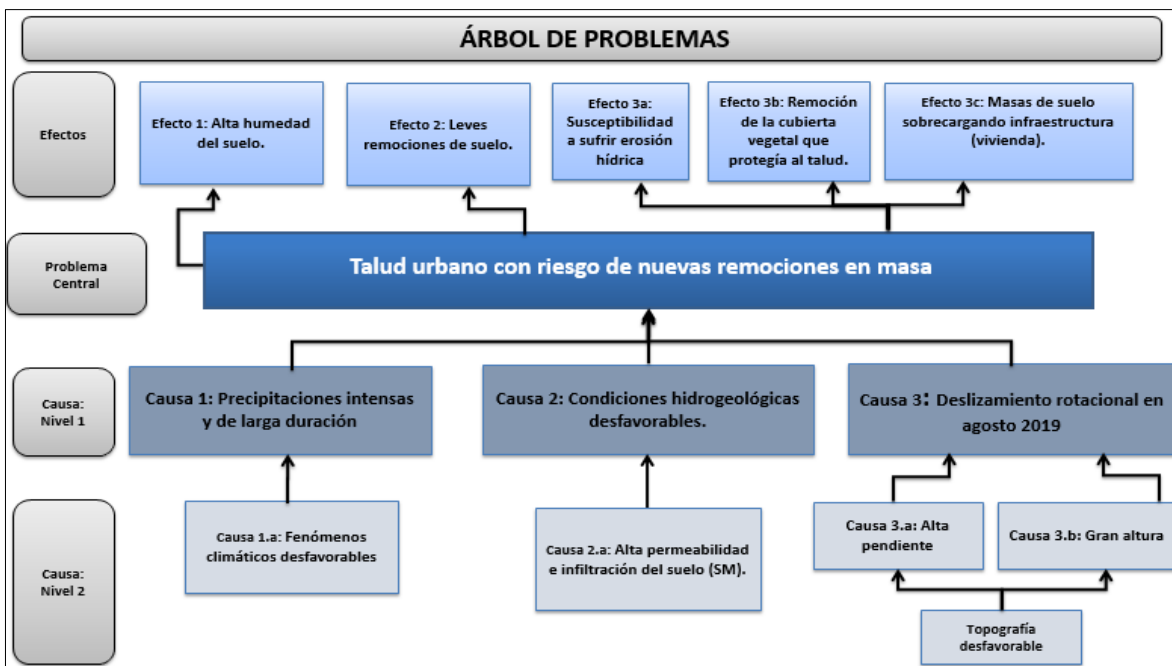 ÁRBOL DE PROBLEMAS
Efectos
Efecto 1: Alta humedad
del suelo.
Efecto 2: Leves
remociones de suelo.
Efecto 3a:
Susceptibilidad
a sufrir erosión
hídrica
Efecto 3b: Remoción
de la cubierta
vegetal que
protegía al talud.
Efecto 3c: Masas de suelo
sobrecargando infraestructura
(vivienda).
Problema
Central
Talud urbano con riesgo de nuevas remociones en masa
Causa:
Nivel 1
Causa 1: Precipitaciones intensas
y de larga duración
Causa 2: Condiciones hidrogeológicas
desfavorables.
Causa 3: Deslizamiento rotacional en
agosto 2019
Causa:
Nivel 2
Causa 1.a: Fenómenos
climáticos desfavorables
Causa 2.a: Alta permeabilidad
e infiltración del suelo (SM).
Causa 3.a: Alta
pendiente
Causa 3.b: Gran altura
Topografía
desfavorable